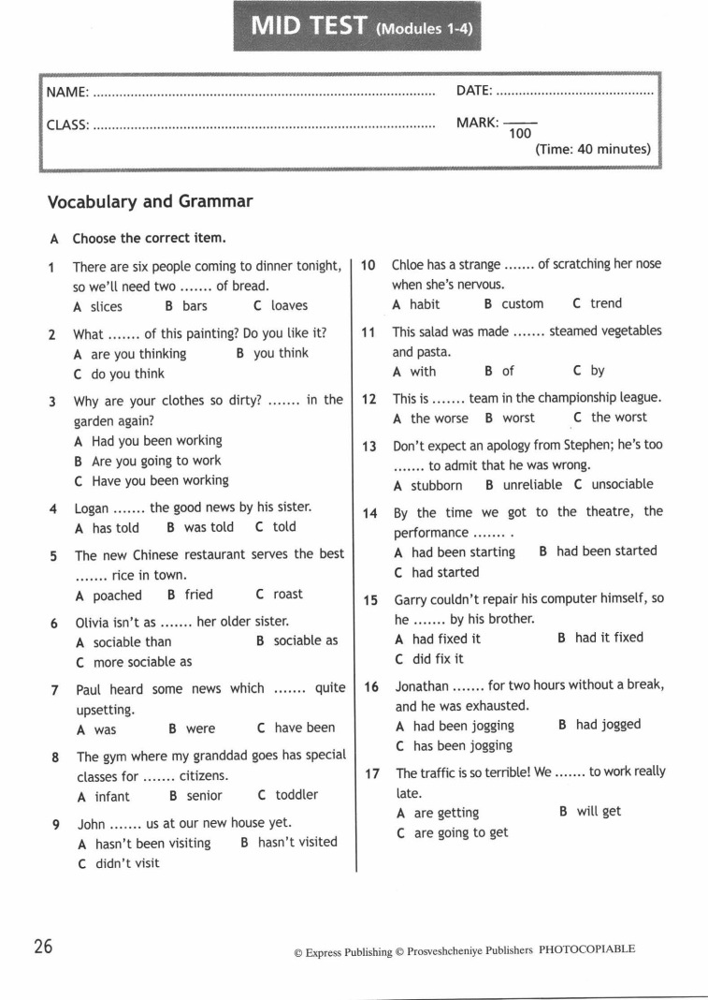 MID TEST (Modules 1-4)
NAME: ..........................................................................................
DATE: .........................................
CLASS: ..........................................................................................
MARK: ____
100
(Time: 40 minutes)
Vocabulary and Grammar
A Choose the correct item.
1 There are six people coming to dinner tonight,
so we'll need two ....... of bread.
A slices B bars C loaves
2 What ....... of this painting? Do you like it?
A are you thinking B you think
C do you think
3 Why are your clothes so dirty? ....... in the
garden again?
A Had you been working
B Are you going to work
C Have you been working
4 Logan ....... the good news by his sister.
A has told B was told C told
5 The new Chinese restaurant serves the best
....... rice in town.
A poached B fried C roast
6 Olivia isn't as ....... her older sister.
A sociable than B sociable as
C more sociable as
7 Paul heard some news which ....... quite
upsetting.
A was B were C have been
8 The gym where my granddad goes has special
classes for ....... citizens.
A infant B senior C toddler
9 John ....... us at our new house yet.
A hasn't been visiting B hasn't visited
C didn't visit
10 Chloe has a strange ....... of scratching her nose
when she's nervous.
A habit B custom C trend
11 This salad was made ....... steamed vegetables
and pasta.
A with B of C by
12 This is ....... team in the championship league.
A the worse B worst C the worst
13 Don't expect an apology from Stephen; he's too
....... to admit that he was wrong.
A stubborn B unreliable C unsociable
14 By the time we got to the theatre, the
performance ....... .
A had been starting B had been started
C had started
15 Garry couldn't repair his computer himself, so
he ....... by his brother.
A had fixed it B had it fixed
C did fix it
16 Jonathan ....... for two hours without a break,
and he was exhausted.
A had been jogging B had jogged
C has been jogging
17 The traffic is so terrible! We ....... to work really
late.
A are getting B will get
C are going to get
26
© Express Publishing © Prosveshcheniye Publishers PHOTOCOPIABLE